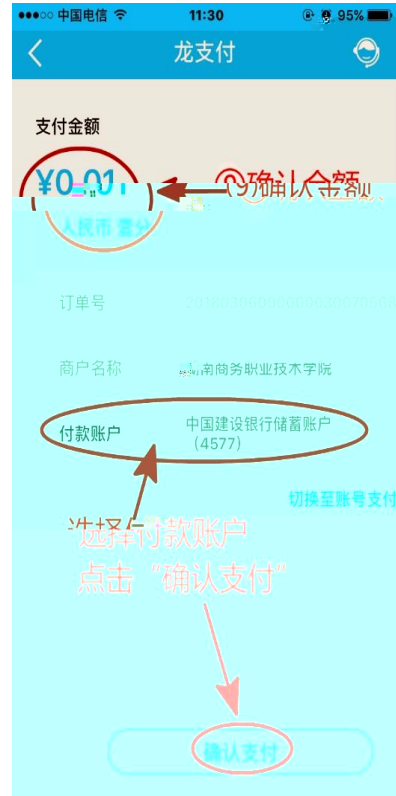 中国电信 11:30 95%
龙支付
支付金额
¥0.01
确认金额
人民币 壹分
订单号
商户名称 南商务职业技术学院
付款账户 中国建设银行储蓄账户
(4577)
切换至账号支付
选择付款账户
点击“确认支付”
确认支付